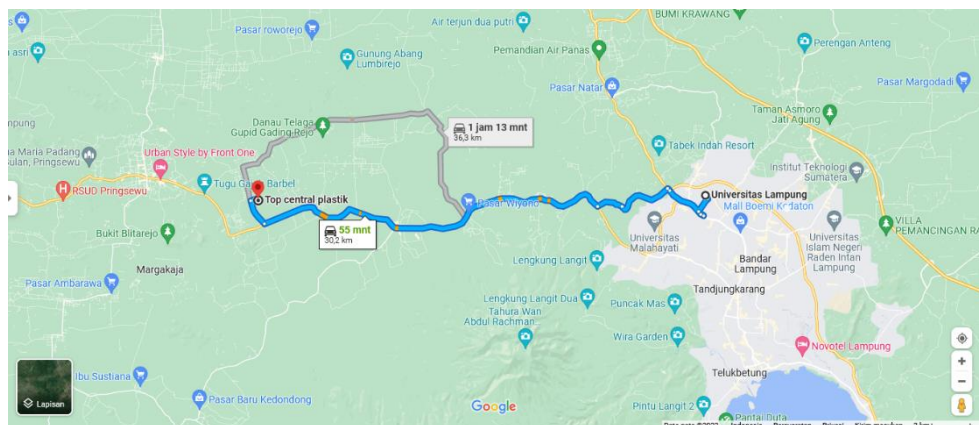 BUMI KRAWANG
Pasar roworejo
Air terjun dua putri
Perengan Anteng
asri
Gunung Abang
Lumbirejo
Pemandian Air Panas
Pasar Margodadi
Pasar Natar
Taman Asmoro
Jati Agung
Danau Telaga
Gupid Gading Rejo
1 jam 13 mnt
36,3 km
Maria Padang
Pringsewu
Urban Style by Front One
Tabek Indah Resort
Institut Teknologi
Sumatera
RSUD Pringsewu
Tugu Gajah Barbel
Top central plastik
Pasar Wiyono
Universitas Lampung
Mall Boemi Kedaton
55 mnt
30,2 km
Bukit Blitarejo
Universitas
Malahayati
Universitas
Islam Negeri
Raden Intan
Lampung
VILLA
PEMANCINGAN RA
Margakaja
Lengkung Langit
Bandar
Lampung
Pasar Ambarawa
Tandjungkarang
Lengkung Langit Dua
Puncak Mas
Tahura Wan
Abdul Rachman
Wira Garden
Novotel Lampung
Ibu Sustiana
Telukbetung
Lapisan
Pasar Baru Kedondong
Google
Pintu Langit 2
Pantai Duta